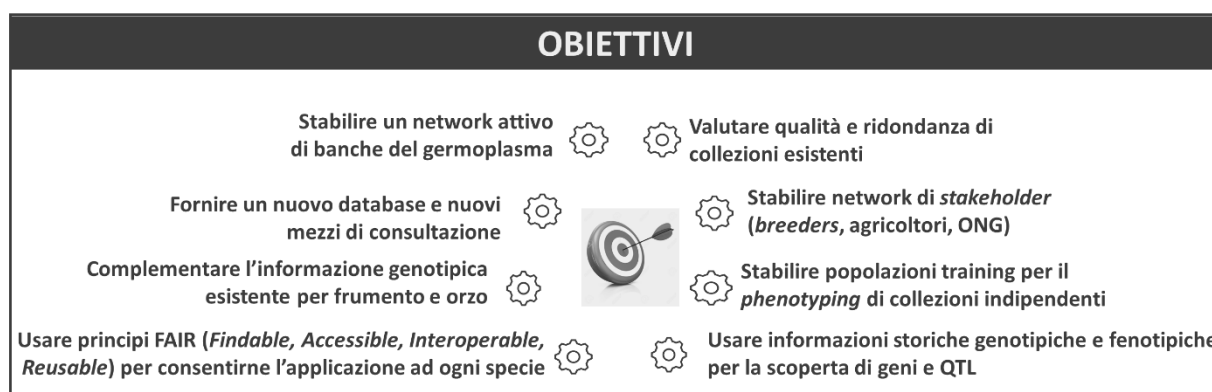 OBIETTIVI
Stabilire un network attivo
di banche del germoplasma
Valutare qualità e ridondanza di
collezioni esistenti
Fornire un nuovo database e nuovi
mezzi di consultazione
Stabilire network di stakeholder
(breeders, agricoltori, ONG)
Complementare l'informazione genotipica
esistente per frumento e orzo
Stabilire popolazioni training per il
phenotyping di collezioni indipendenti
Usare principi FAIR (Findable, Accessible, Interoperable,
Reusable) per consentirne l'applicazione ad ogni specie
Usare informazioni storiche genotipiche e fenotipiche
per la scoperta di geni e QTL